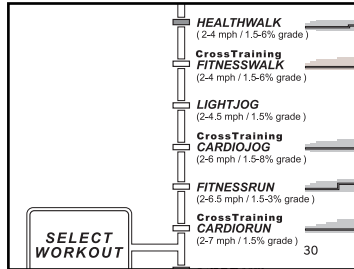 HEALTHWALK
(2-4 mph / 1.5-6% grade )
CrossTraining
FITNESSWALK
(2-4 mph / 1.5-6% grade )
LIGHTJOG
(2-4.5 mph / 1.5% grade )
CrossTraining
CARDIOJOG
(2-6 mph / 1.5-8% grade )
FITNESSRUN
(2-6.5 mph / 1.5-3% grade )
CrossTraining
CARDIORUN
(2-7 mph / 1.5% grade )
30
SELECT
WORKOUT